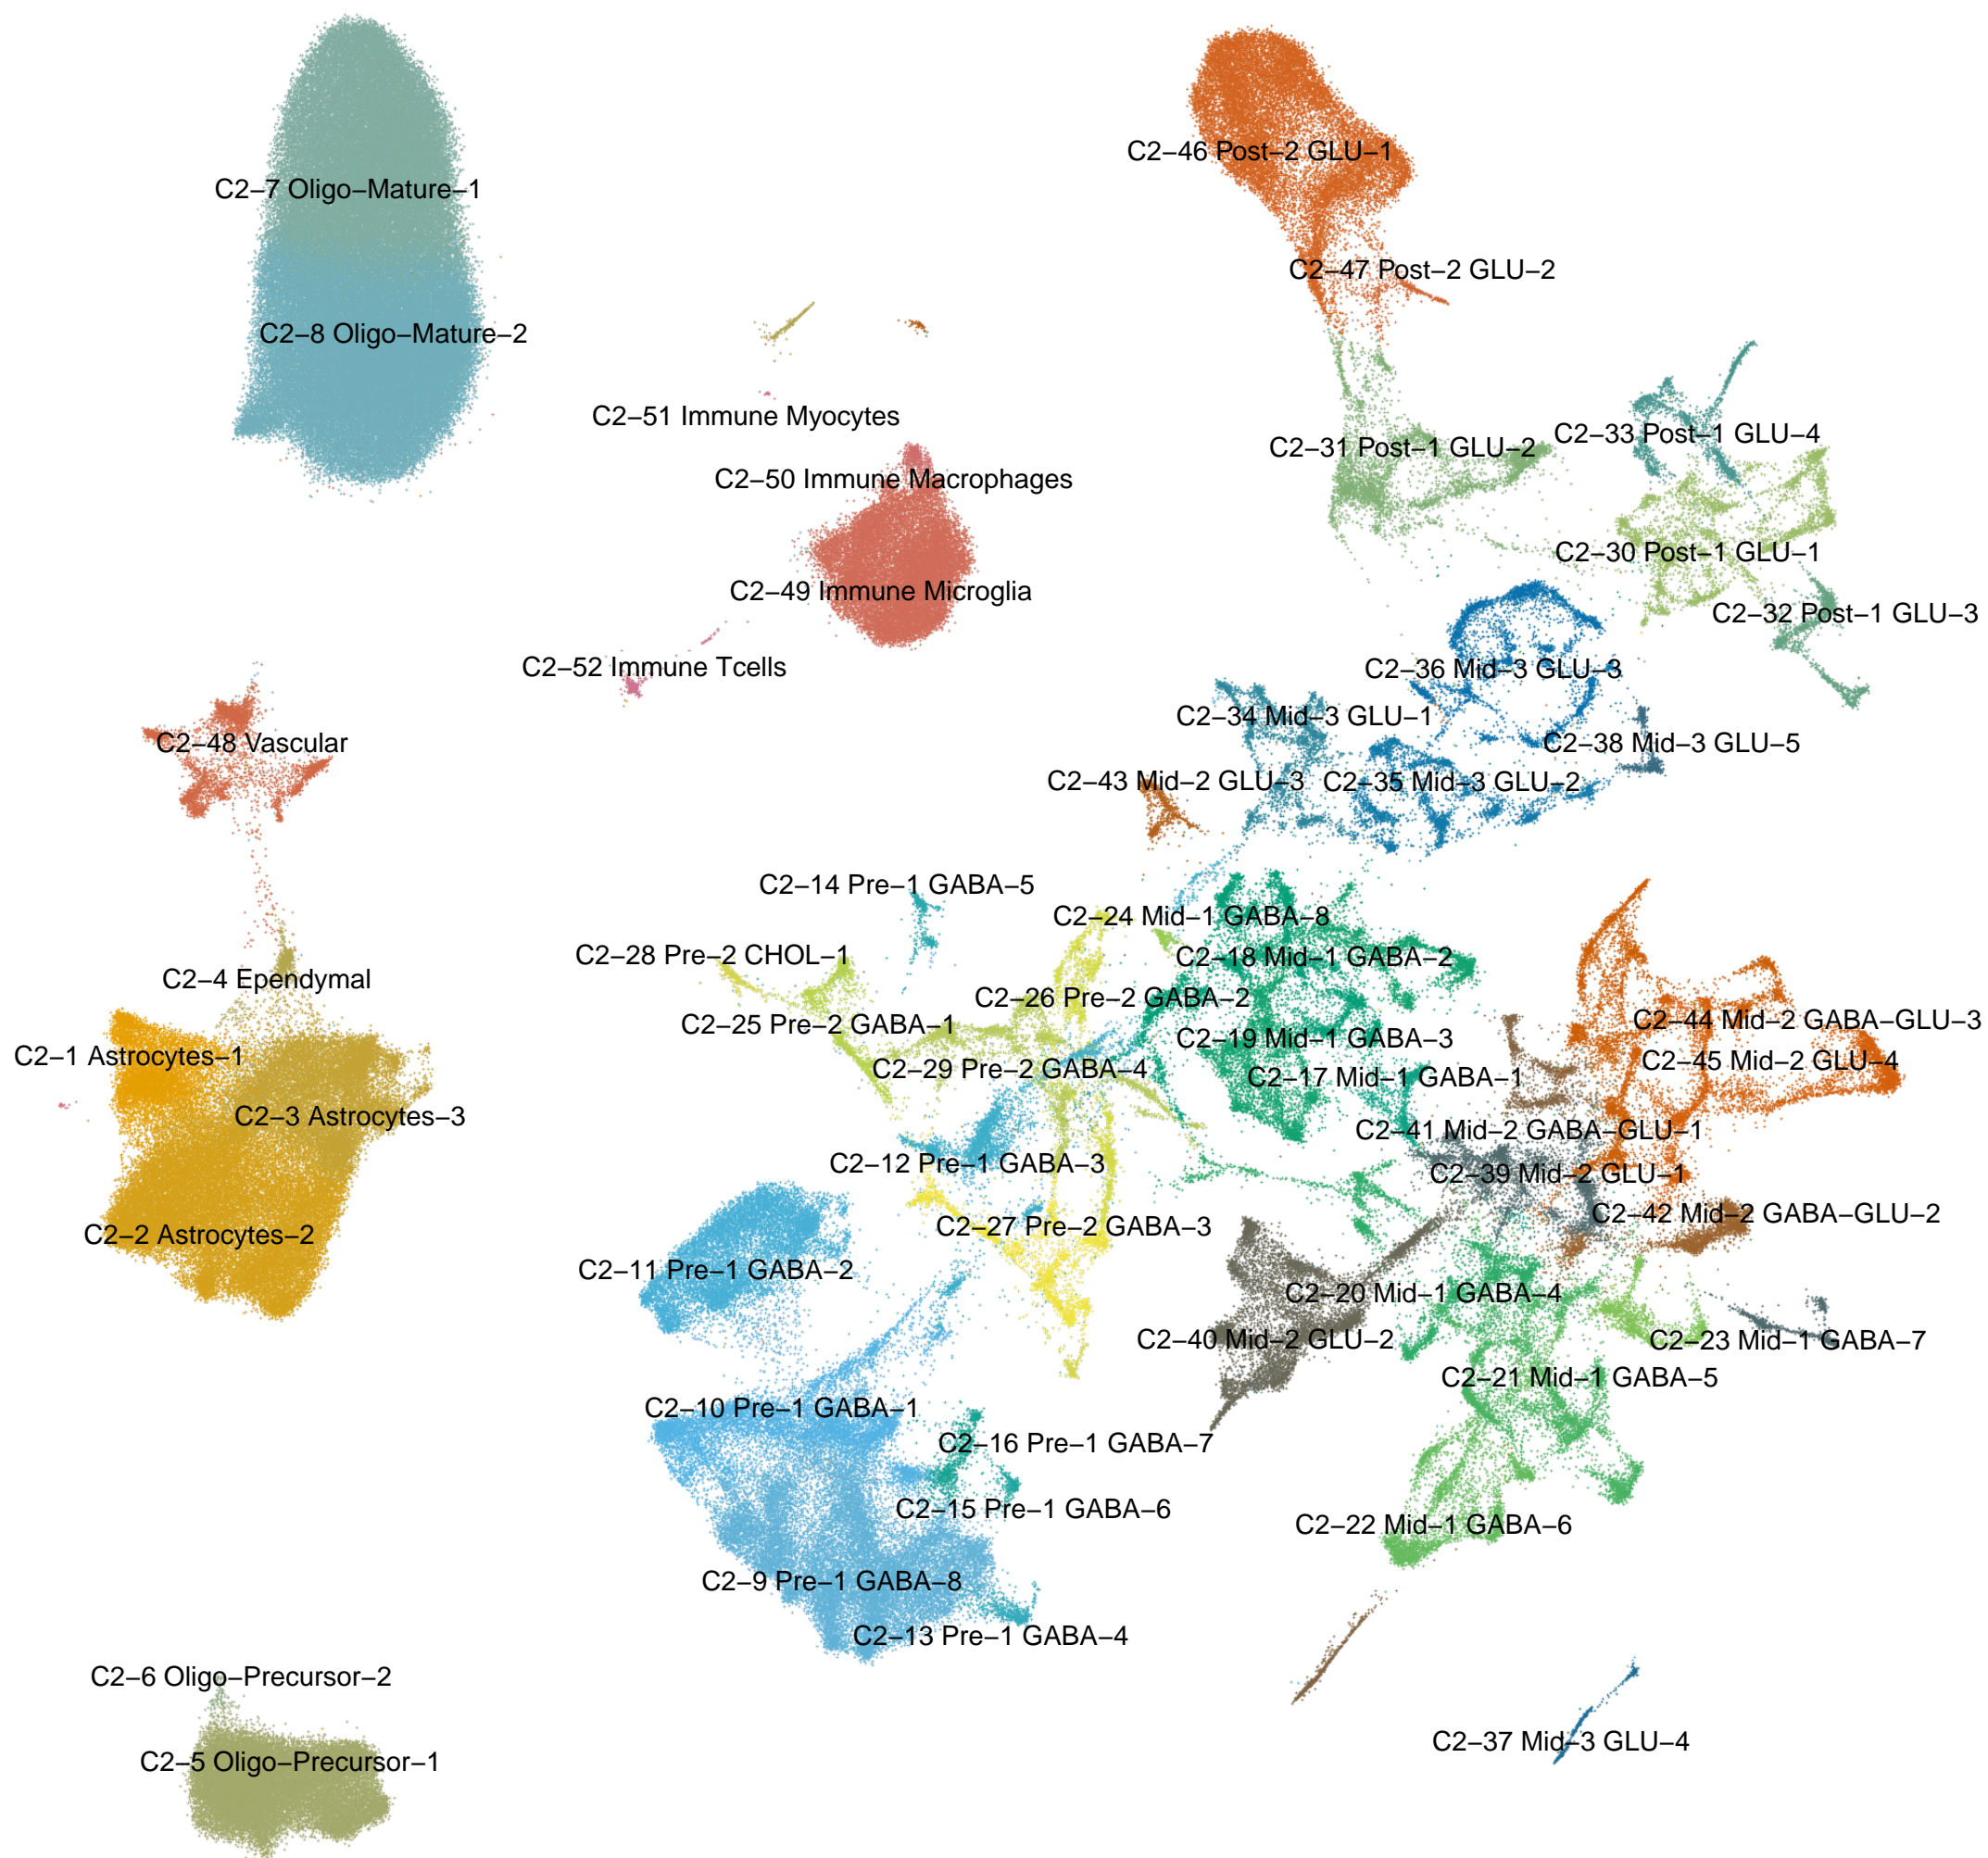 C2−46 Post−2 GLU−1
C2−7 Oligo−Mature−1
C2−47 Post−2 GLU−2
C2−8 Oligo−Mature−2
C2−51 Immune Myocytes
C2−33 Post−1 GLU−4
C2−31 Post−1 GLU−2
C2−50 Immune Macrophages
C2−30 Post−1 GLU−1
C2−49 Immune Microglia
C2−32 Post−1 GLU−3
C2−52 Immune Tcells
C2−36 Mid−3 GLU−3
C2−34 Mid−3 GLU−1
C2−48 Vascular
C2−38 Mid−3 GLU−5
C2−43 Mid−2 GLU−3
C2−35 Mid−3 GLU−2
C2−14 Pre−1 GABA−5
C2−24 Mid−1 GABA−8
C2−28 Pre−2 CHOL−1
C2−18 Mid−1 GABA−2
C2−4 Ependymal
C2−26 Pre−2 GABA−2
C2−44 Mid−2 GABA−GLU−3
C2−25 Pre−2 GABA−1
C2−19 Mid−1 GABA−3
C2−1 Astrocytes−1
C2−45 Mid−2 GLU−4
C2−29 Pre−2 GABA−4
C2−17 Mid−1 GABA−1
C2−3 Astrocytes−3
C2−41 Mid−2 GABA−GLU−1
C2−12 Pre−1 GABA−3
C2−39 Mid−2 GLU−1
C2−42 Mid−2 GABA−GLU−2
C2−27 Pre−2 GABA−3
C2−2 Astrocytes−2
C2−11 Pre−1 GABA−2
C2−20 Mid−1 GABA−4
C2−40 Mid−2 GLU−2
C2−23 Mid−1 GABA−7
C2−21 Mid−1 GABA−5
C2−10 Pre−1 GABA−1
C2−16 Pre−1 GABA−7
C2−15 Pre−1 GABA−6
C2−22 Mid−1 GABA−6
C2−9 Pre−1 GABA−8
C2−13 Pre−1 GABA−4
C2−6 Oligo−Precursor−2
C2−37 Mid−3 GLU−4
C2−5 Oligo−Precursor−1